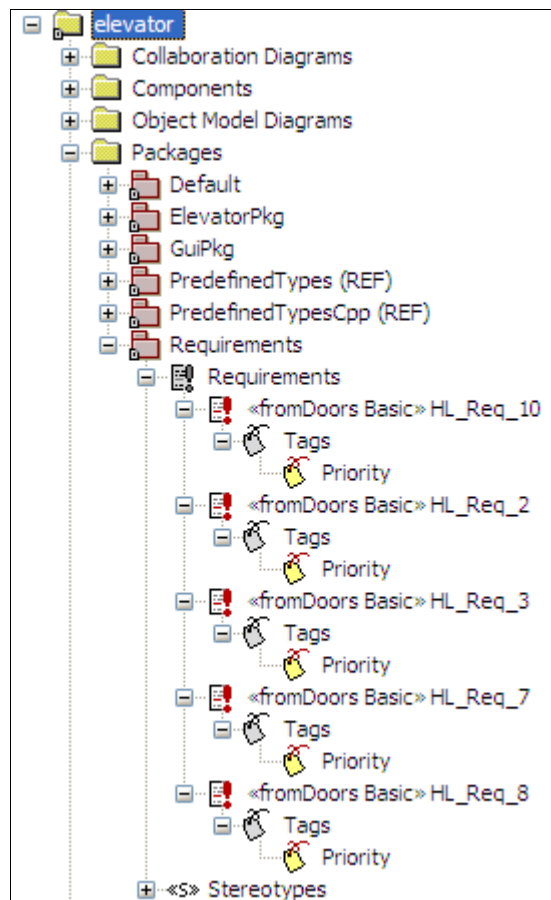 elevator
Collaboration Diagrams
Components
Object Model Diagrams
Packages
Default
ElevatorPkg
GuiPkg
PredefinedTypes (REF)
PredefinedTypesCpp (REF)
Requirements
Requirements
«fromDoors Basic» HL_Req_10
Tags
Priority
«fromDoors Basic» HL_Req_2
Tags
Priority
«fromDoors Basic» HL_Req_3
Tags
Priority
«fromDoors Basic» HL_Req_7
Tags
Priority
«fromDoors Basic» HL_Req_8
Tags
Priority
«S» Stereotypes